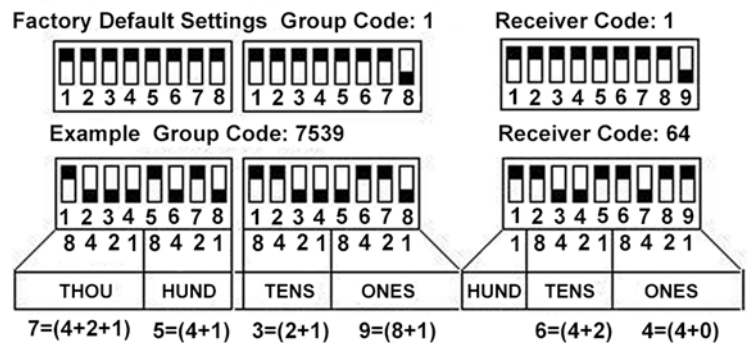 Factory Default Settings Group Code: 1 Receiver Code: 1
1 2 3 4 5 6 7 8 1 2 3 4 5 6 7 8 1 2 3 4 5 6 7 8 9
Example Group Code: 7539 Receiver Code: 64
1 2 3 4 5 6 7 8 1 2 3 4 5 6 7 8 1 2 3 4 5 6 7 8 9
8 4 2 1 8 4 2 1 8 4 2 1 8 4 2 1 1 8 4 2 1 8 4 2 1
THOU HUND TENS ONES HUND TENS ONES
7=(4+2+1) 5=(4+1) 3=(2+1) 9=(8+1) 6=(4+2) 4=(4+0)